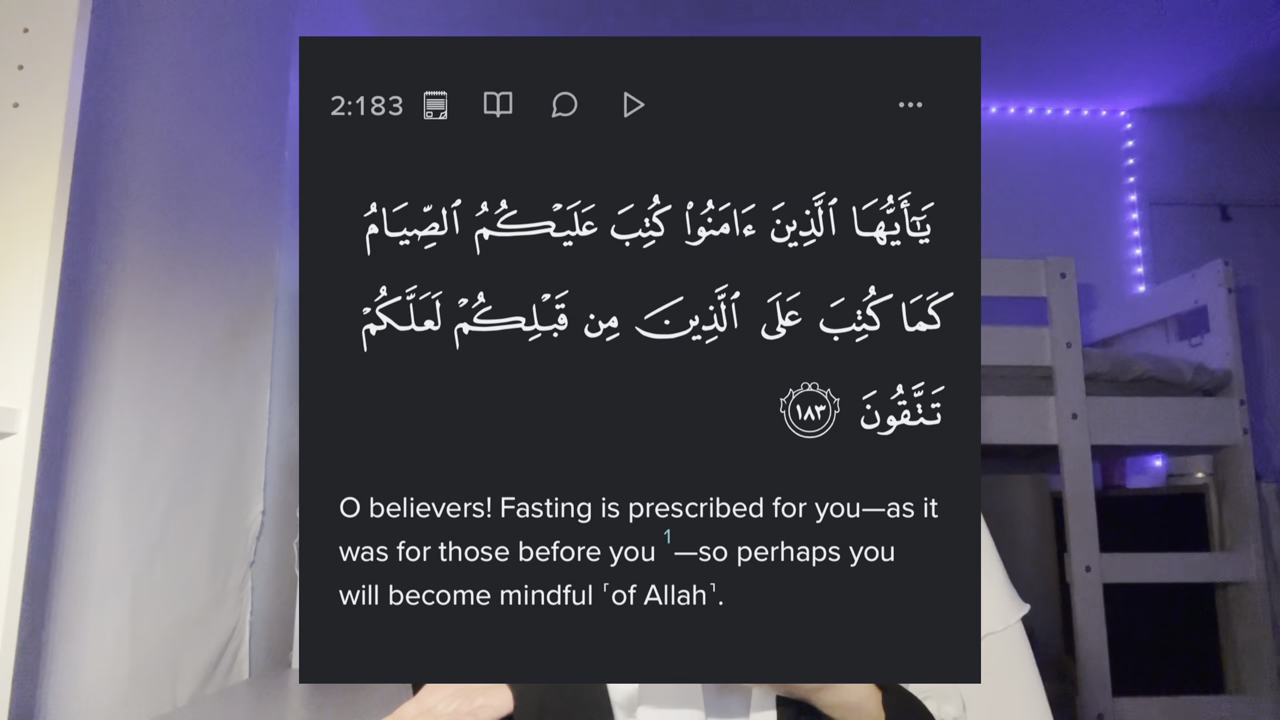 2:183
يَـٰٓأَيُّهَا ٱلَّذِينَ ءَامَنُوا۟ كُتِبَ عَلَيْكُمُ ٱلصِّيَامُ
كَمَا كُتِبَ عَلَى ٱلَّذِينَ مِن قَبْلِكُمْ لَعَلَّكُمْ
تَتَّقُونَ ١٨٣
O believers! Fasting is prescribed for you—as it
was for those before you 1—so perhaps you
will become mindful ˹of Allah˺.